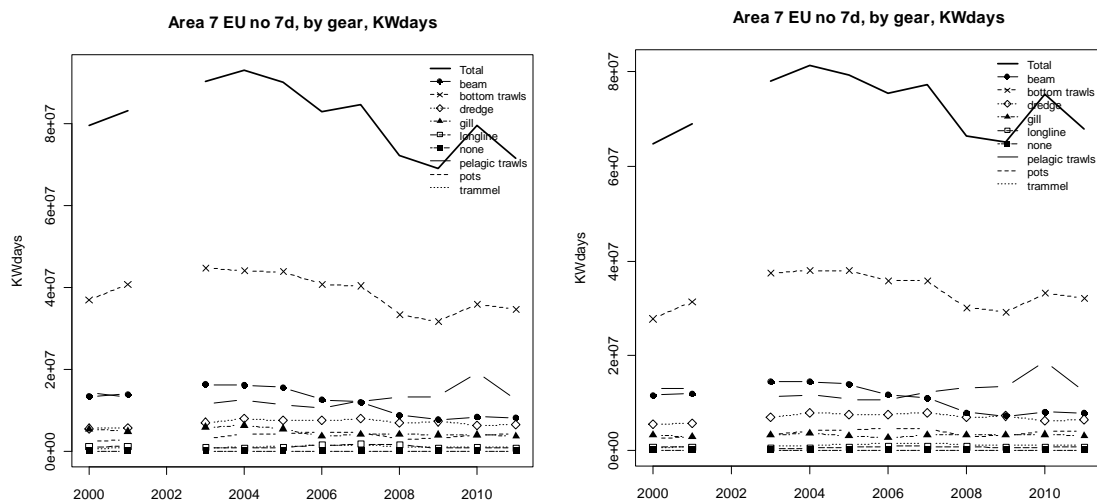 Area 7 EU no 7d, by gear, KWdays
KWdays
0e+00
2e+07
4e+07
6e+07
8e+07
2000
2002
2004
2006
2008
2010
Total
beam
bottom trawls
dredge
gill
longline
none
pelagic trawls
pots
trammel
Area 7 EU no 7d, by gear, KWdays
KWdays
0e+00
2e+07
4e+07
6e+07
8e+07
2000
2002
2004
2006
2008
2010
Total
beam
bottom trawls
dredge
gill
longline
none
pelagic trawls
pots
trammel